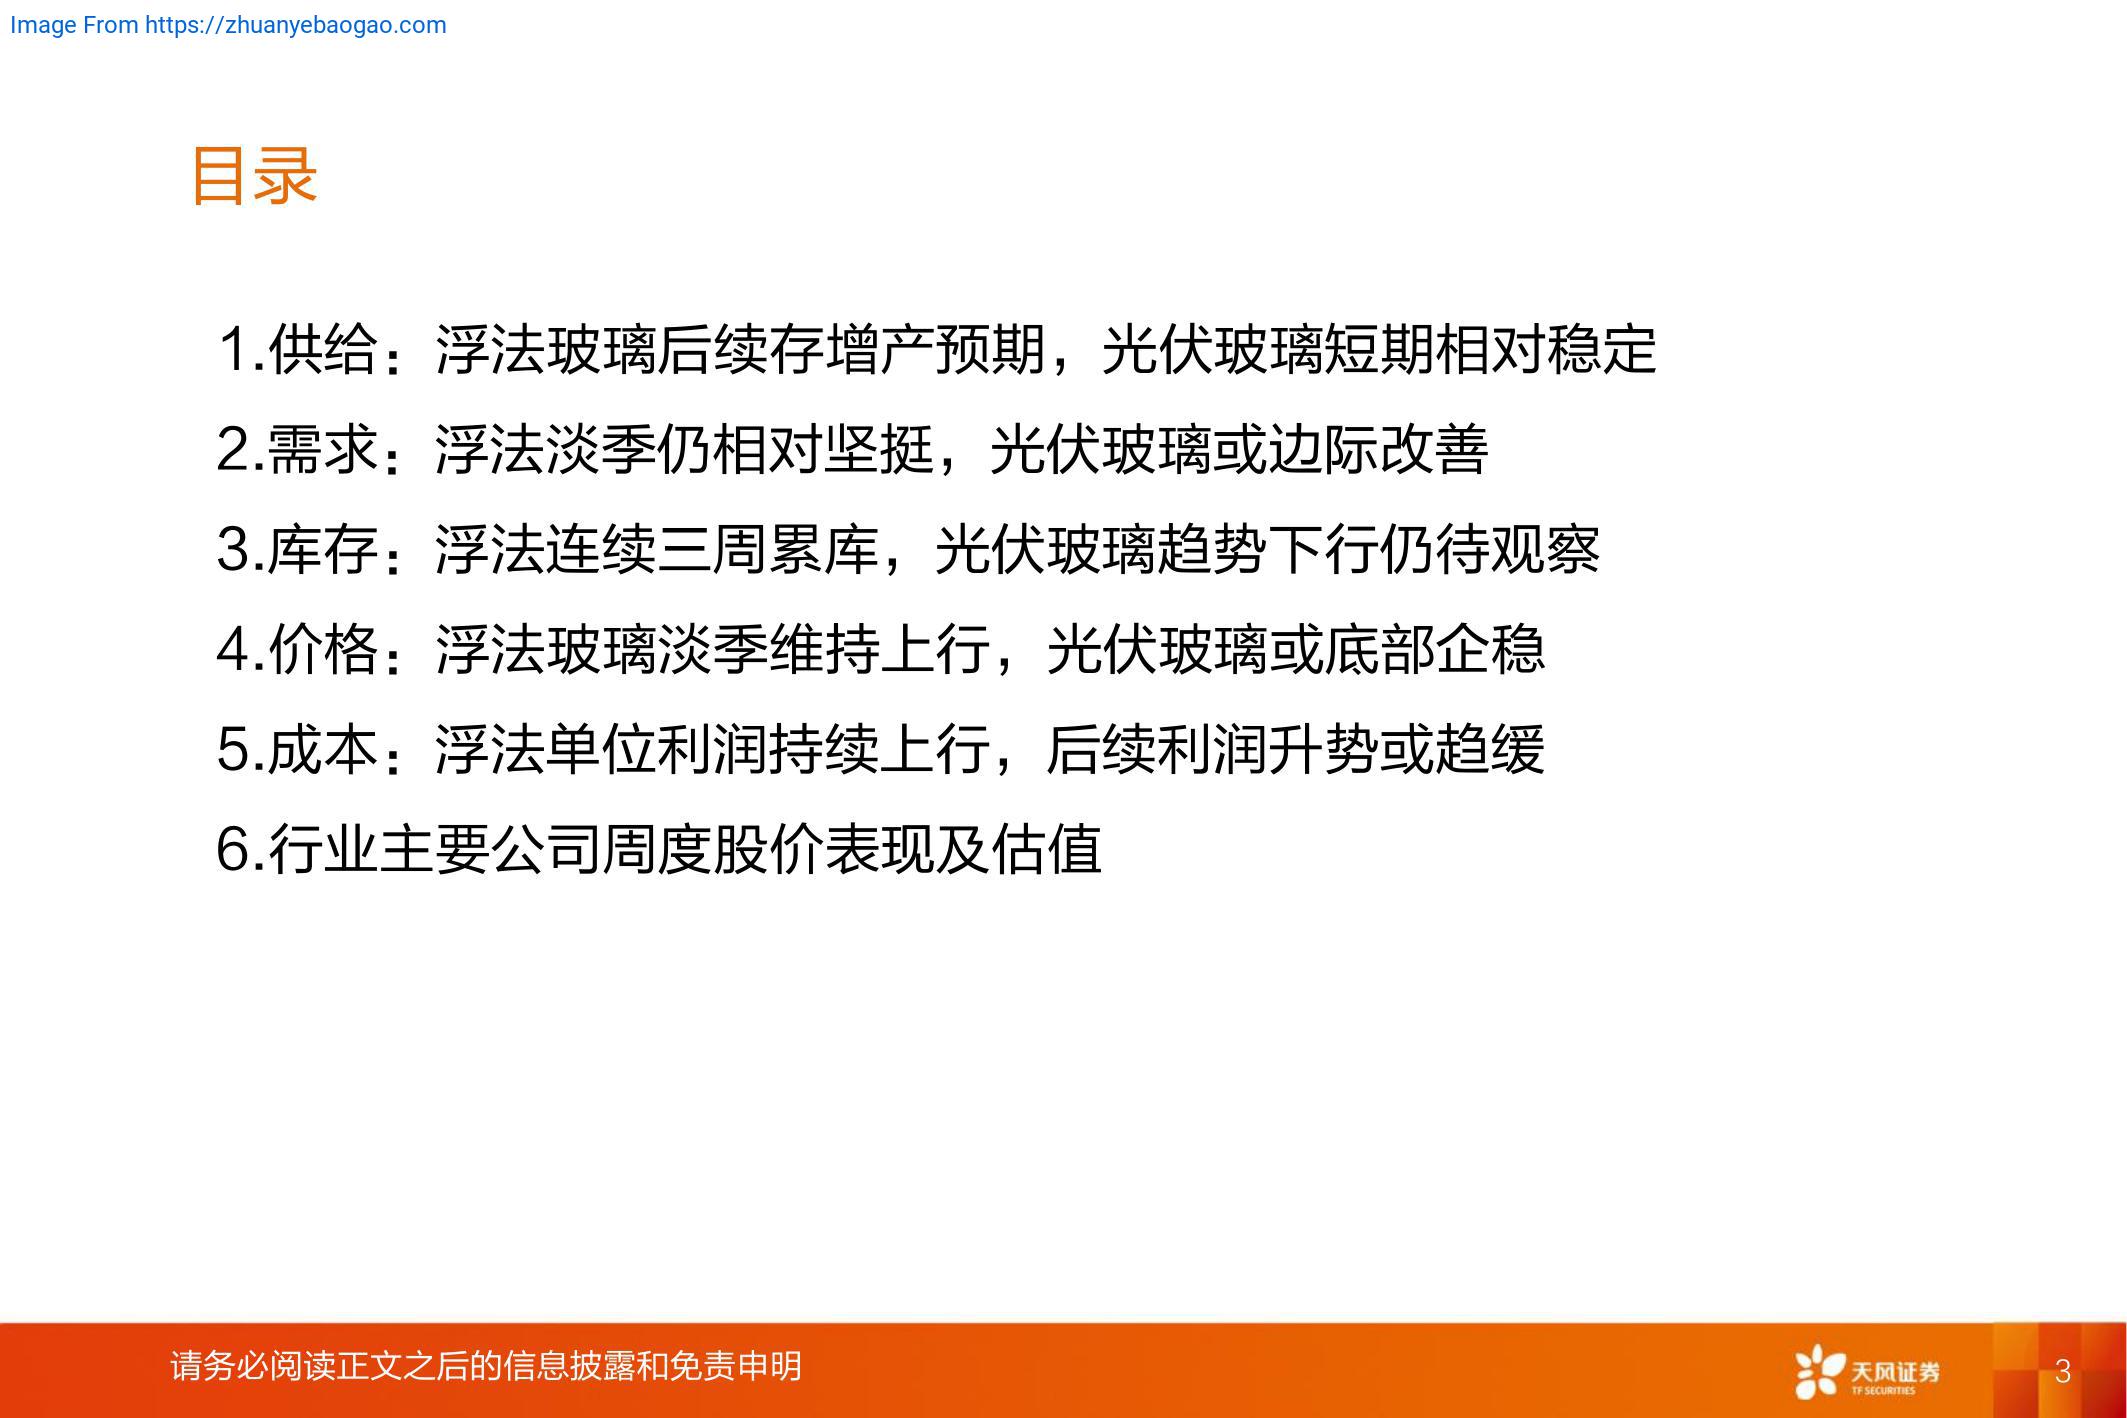 Image From https://zhuanyebaogao.com
目录
1.供给：浮法玻璃后续存增产预期，光伏玻璃短期相对稳定
2.需求：浮法淡季仍相对坚挺，光伏玻璃或边际改善
3.库存：浮法连续三周累库，光伏玻璃趋势下行仍待观察
4.价格：浮法玻璃淡季维持上行，光伏玻璃或底部企稳
5.成本：浮法单位利润持续上行，后续利润升势或趋缓
6.行业主要公司周度股价表现及估值
请务必阅读正文之后的信息披露和免责申明
天风证券
TF SECURITIES
3